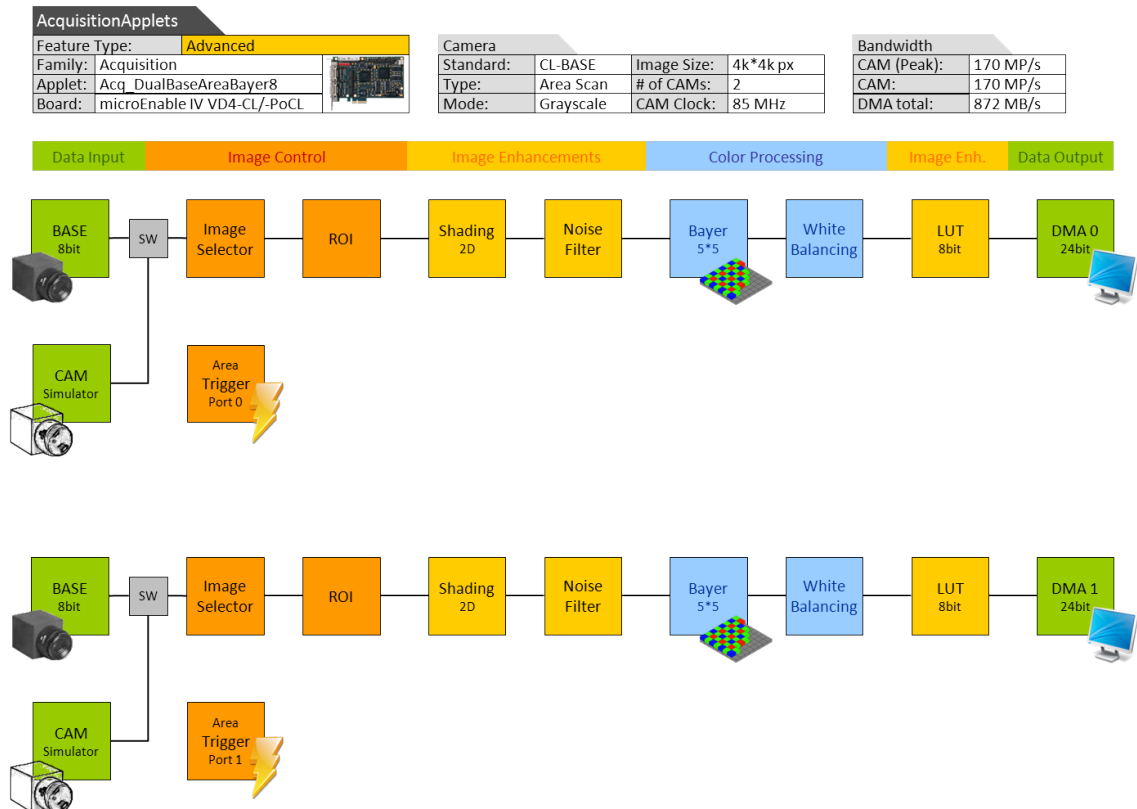 AcquisitionApplets
Feature Type: Advanced
Family: Acquisition
Applet: Acq_DualBaseAreaBayer8
Board: microEnable IV VD4-CL/-PoCL
Camera
Standard: CL-BASE Image Size: 4k*4k px
Type: Area Scan # of CAMs: 2
Mode: Grayscale CAM Clock: 85 MHz
Bandwidth
CAM (Peak): 170 MP/s
CAM: 170 MP/s
DMA total: 872 MB/s
Data Input Image Control Image Enhancements Color Processing Image Enh. Data Output
BASE
8bit
SW
Image
Selector
ROI
Shading
2D
Noise
Filter
Bayer
5*5
White
Balancing
LUT
8bit
DMA 0
24bit
CAM
Simulator
Area
Trigger
Port 0
BASE
8bit
SW
Image
Selector
ROI
Shading
2D
Noise
Filter
Bayer
5*5
White
Balancing
LUT
8bit
DMA 1
24bit
CAM
Simulator
Area
Trigger
Port 1